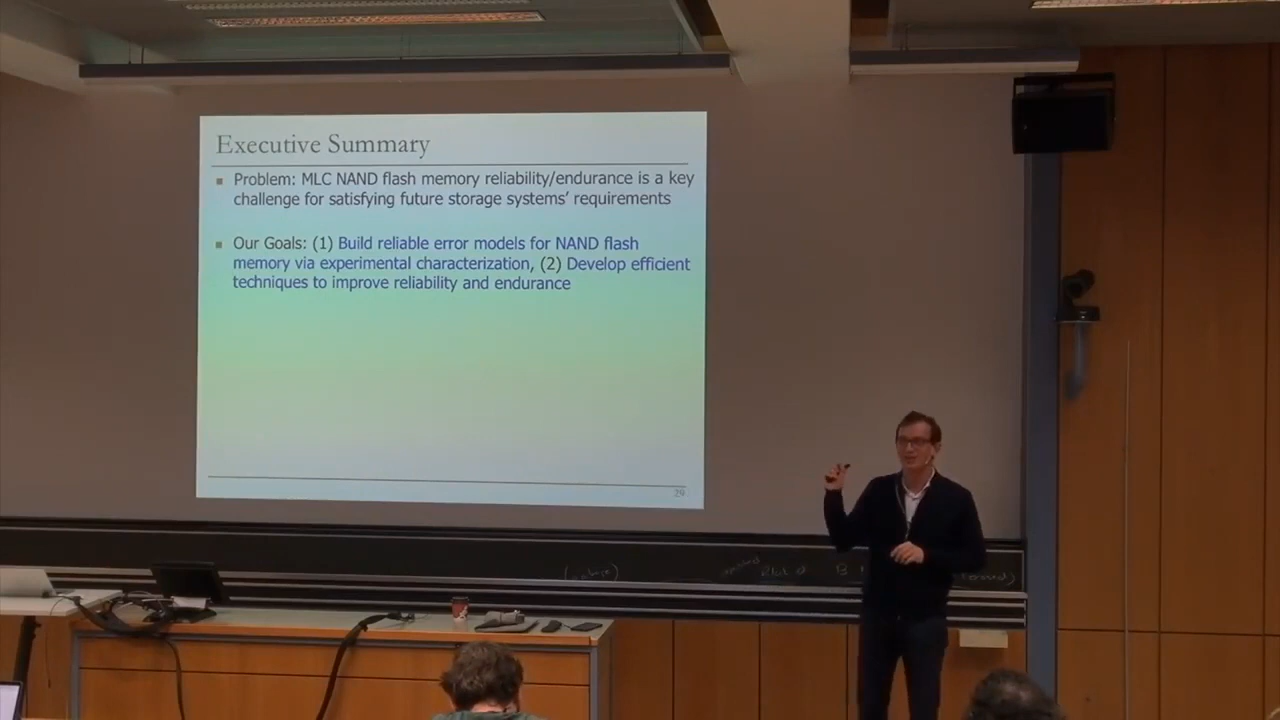 Executive Summary
Problem: MLC NAND flash memory reliability/endurance is a key
challenge for satisfying future storage systems' requirements
Our Goals: (1) Build reliable error models for NAND flash
memory via experimental characterization, (2) Develop efficient
techniques to improve reliability and endurance
29